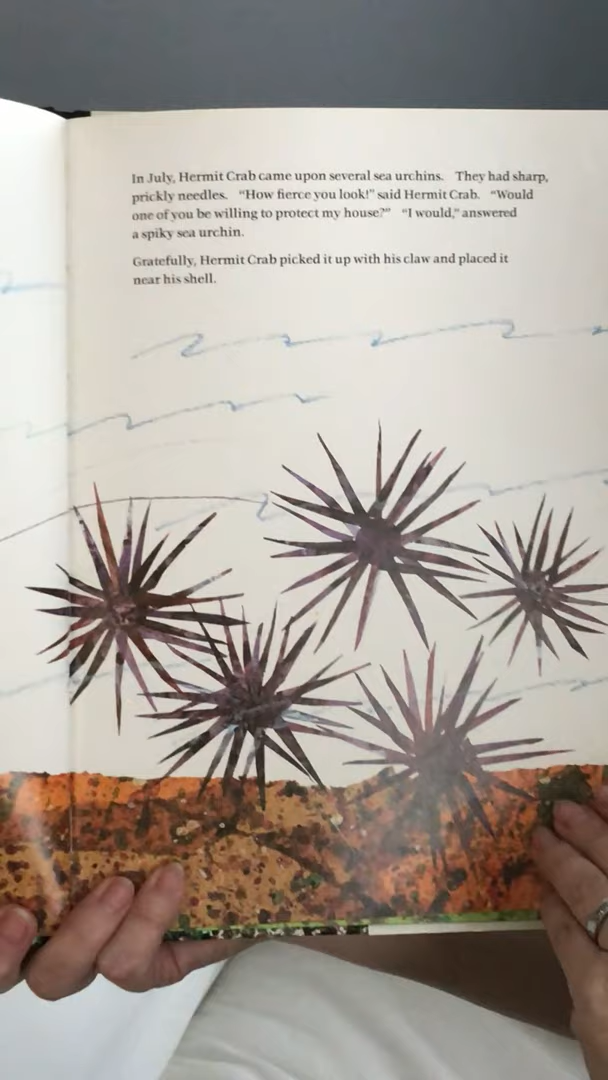 In July, Hermit Crab came upon several sea urchins. They had sharp,
prickly needles. “How fierce you look!” said Hermit Crab. “Would
one of you be willing to protect my house?” “I would,” answered
a spiky sea urchin.
Gratefully, Hermit Crab picked it up with his claw and placed it
near his shell.